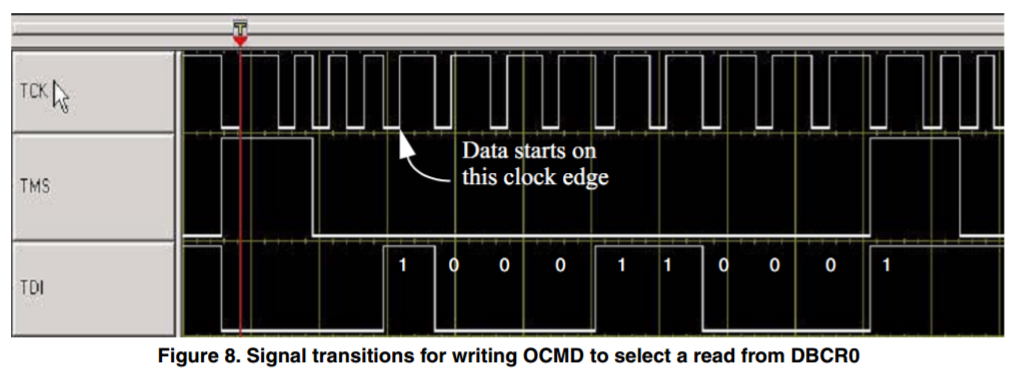 T
TCK
Data starts on
this clock edge
TMS
TDI
1 0 0 0 1 1 0 0 0 1
Figure 8. Signal transitions for writing OCMD to select a read from DBCR0